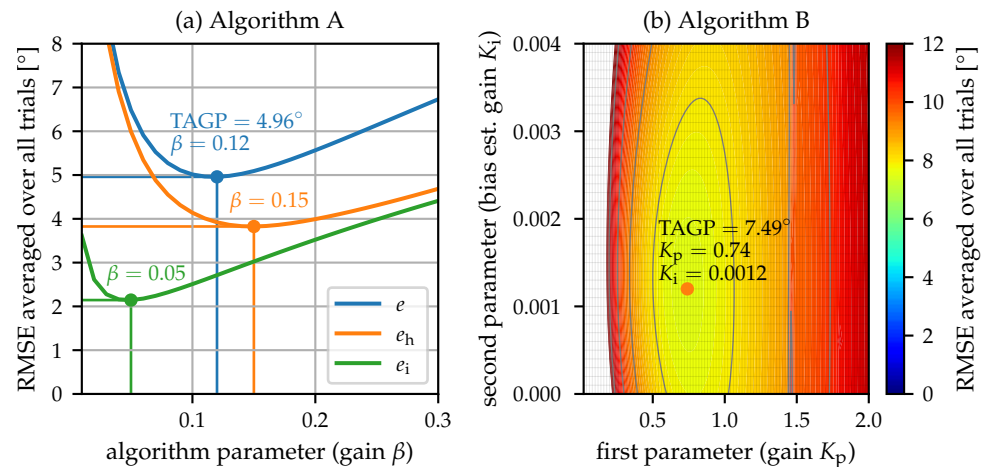 (a) Algorithm A
RMSE averaged over all trials [°]
8
7
6
5
4
3
2
1
0
TAGP = 4.96°
β = 0.12
β = 0.15
β = 0.05
e
e_h
e_i
0.1
0.2
0.3
algorithm parameter (gain β)
(b) Algorithm B
second parameter (bias est. gain K_i)
0.004
0.003
0.002
0.001
0.000
TAGP = 7.49°
K_p = 0.74
K_i = 0.0012
0.5
1.0
1.5
2.0
first parameter (gain K_p)
12
10
8
6
4
2
0
RMSE averaged over all trials [°]